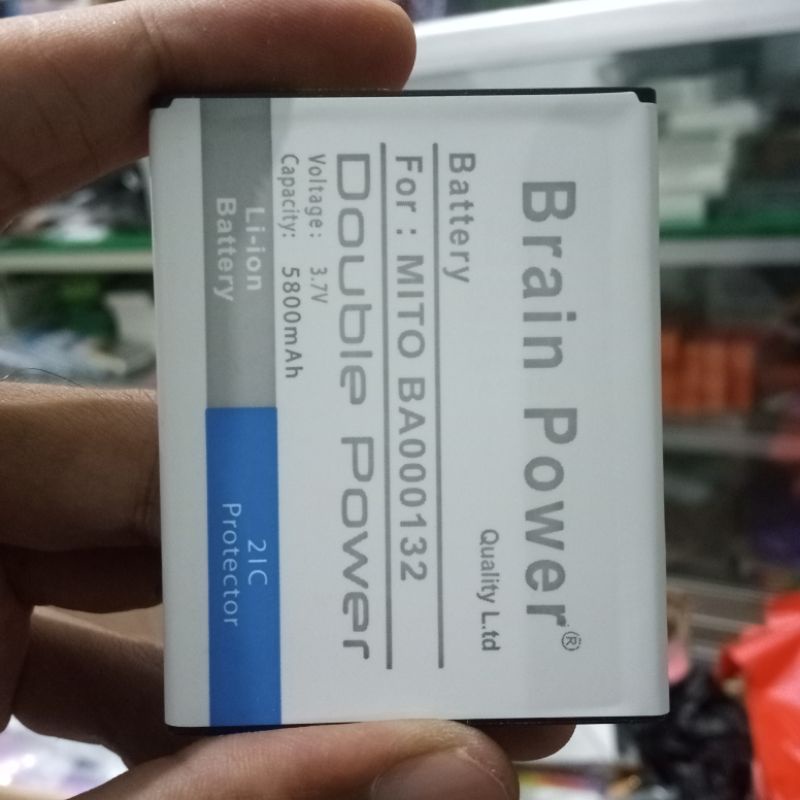 Brain Power®
Quality L.td
Battery
For : MITO BA000132
Double Power
Voltage: 3.7V
Capacity: 5800mAh
Li-ion
Battery
2IC
Protector